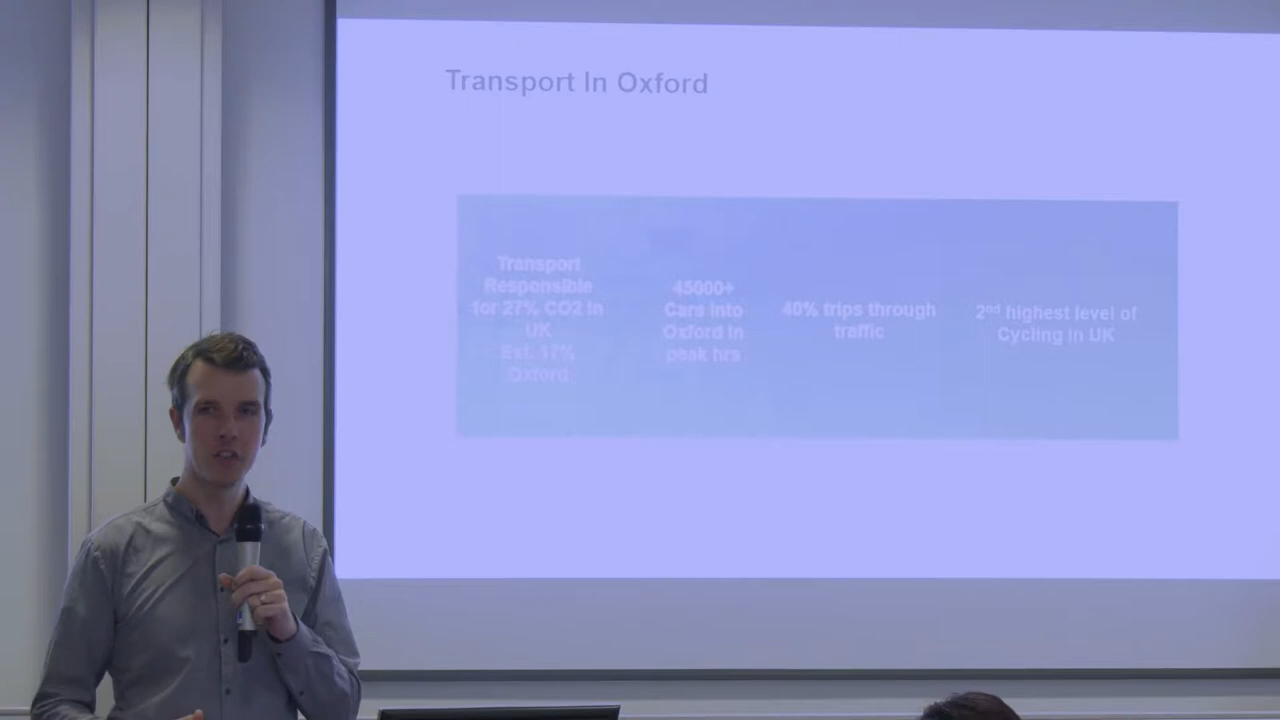 Transport In Oxford
Transport
Responsible
for 27% CO2 in
UK
Est. 17%
Oxford
45000+
Cars into
Oxford in
peak hrs
40% trips through
traffic
2nd highest level of
Cycling in UK